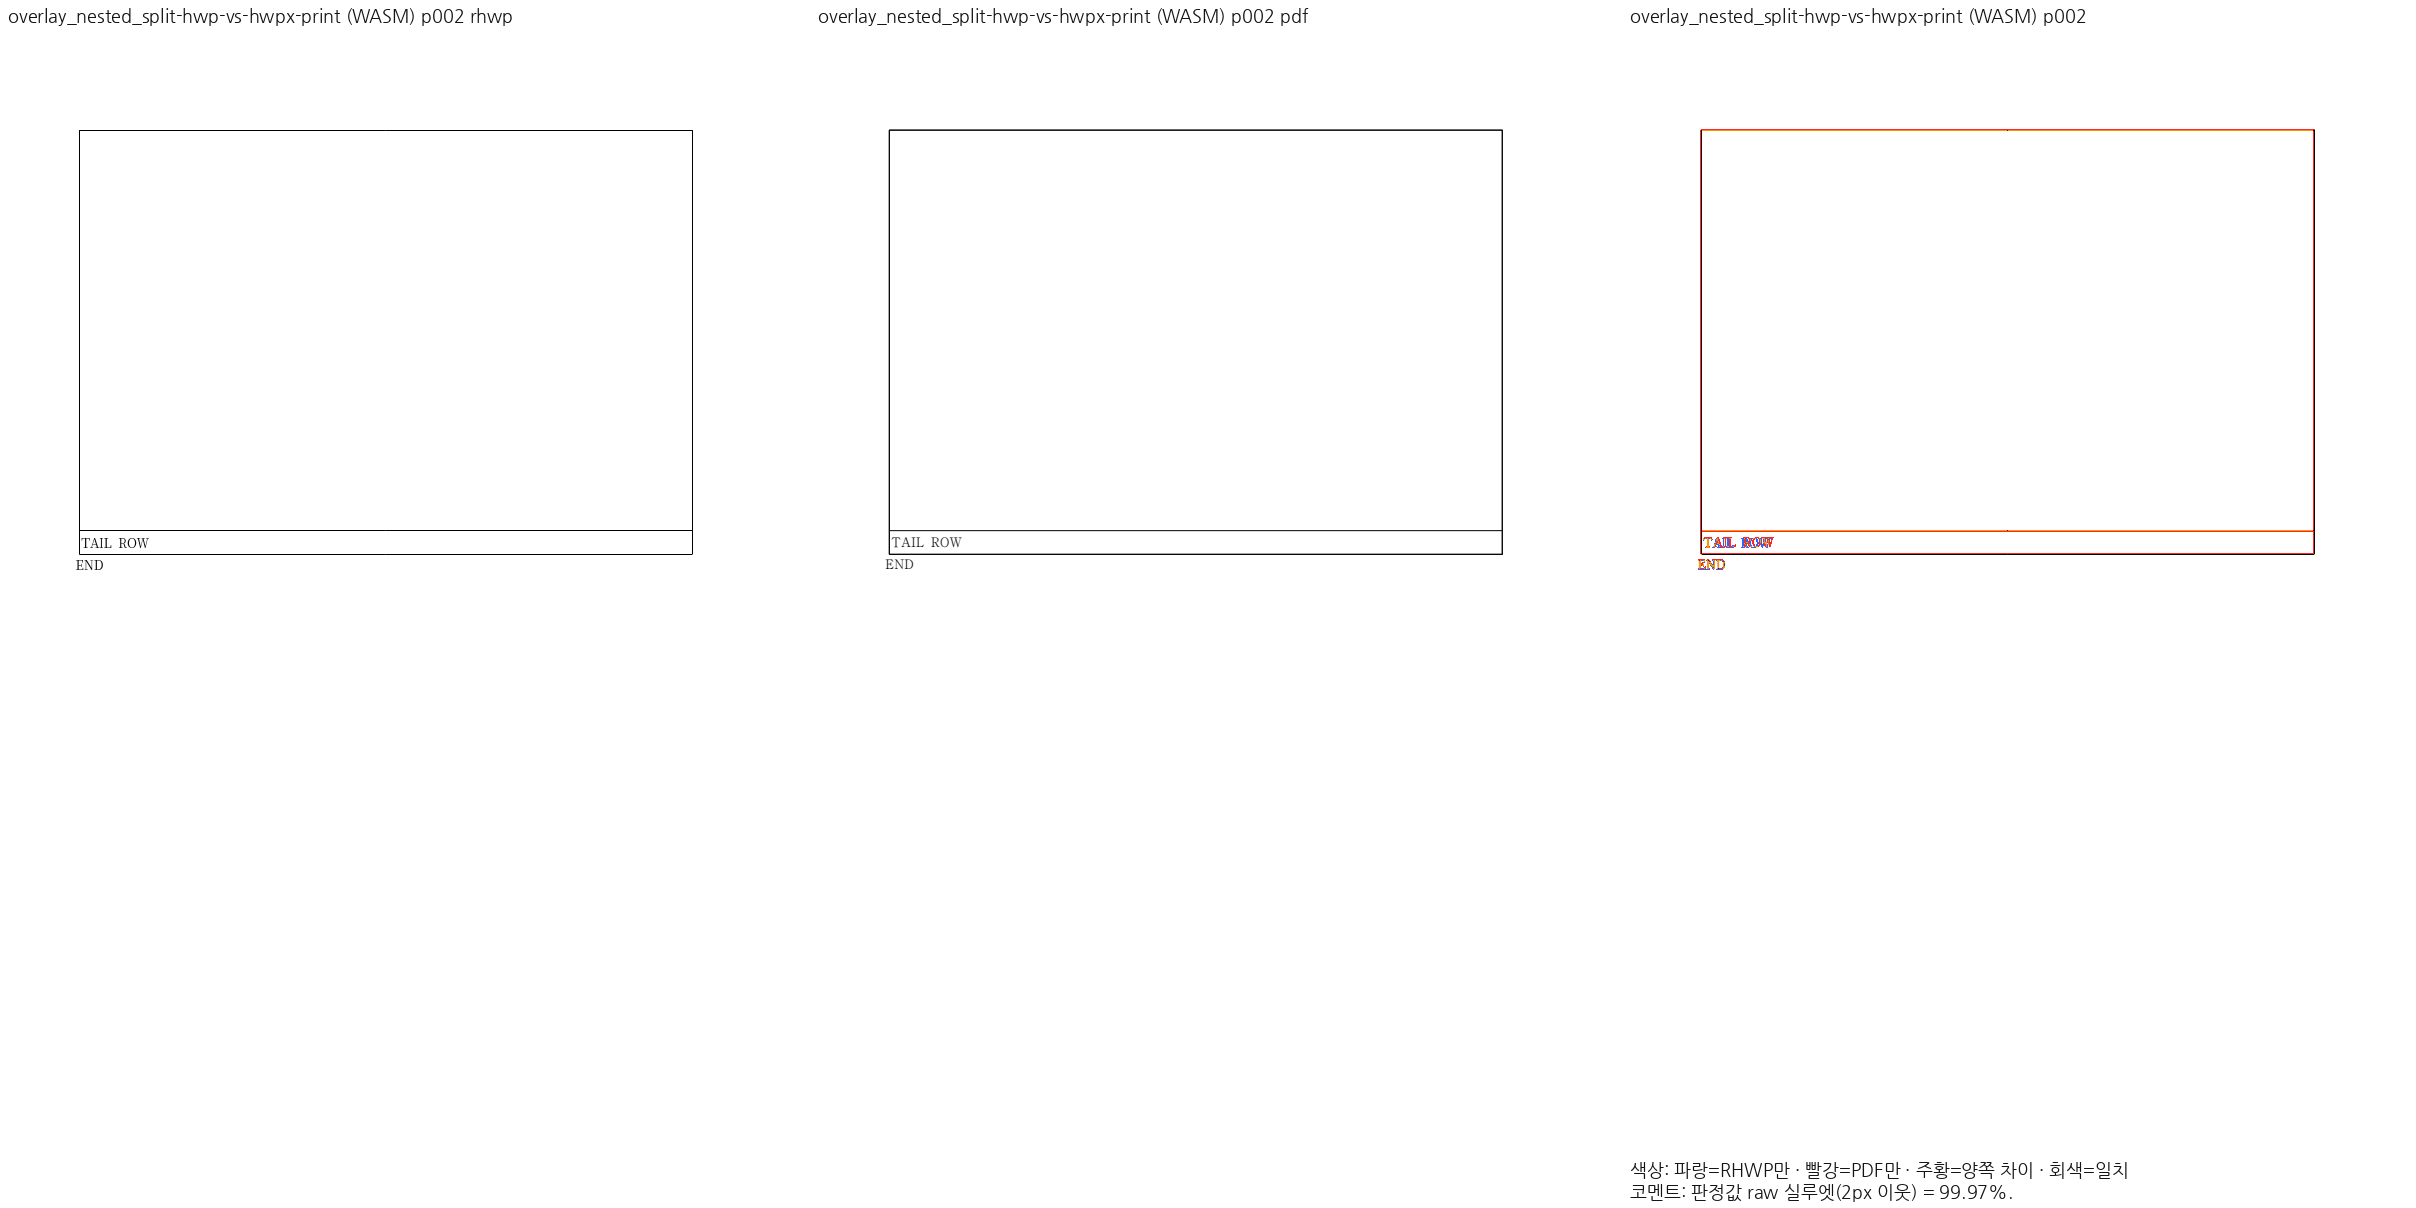 overlay_nested_split-hwp-vs-hwpx-print (WASM) p002 rhwp
overlay_nested_split-hwp-vs-hwpx-print (WASM) p002 pdf
overlay_nested_split-hwp-vs-hwpx-print (WASM) p002
TAIL ROW
END
TAIL ROW
END
TAIL ROW
END
색상: 파랑=RHWP만 · 빨강=PDF만 · 주황=양쪽 차이 · 회색=일치
코멘트: 판정값 raw 실루엣(2px 이웃) = 99.97%.